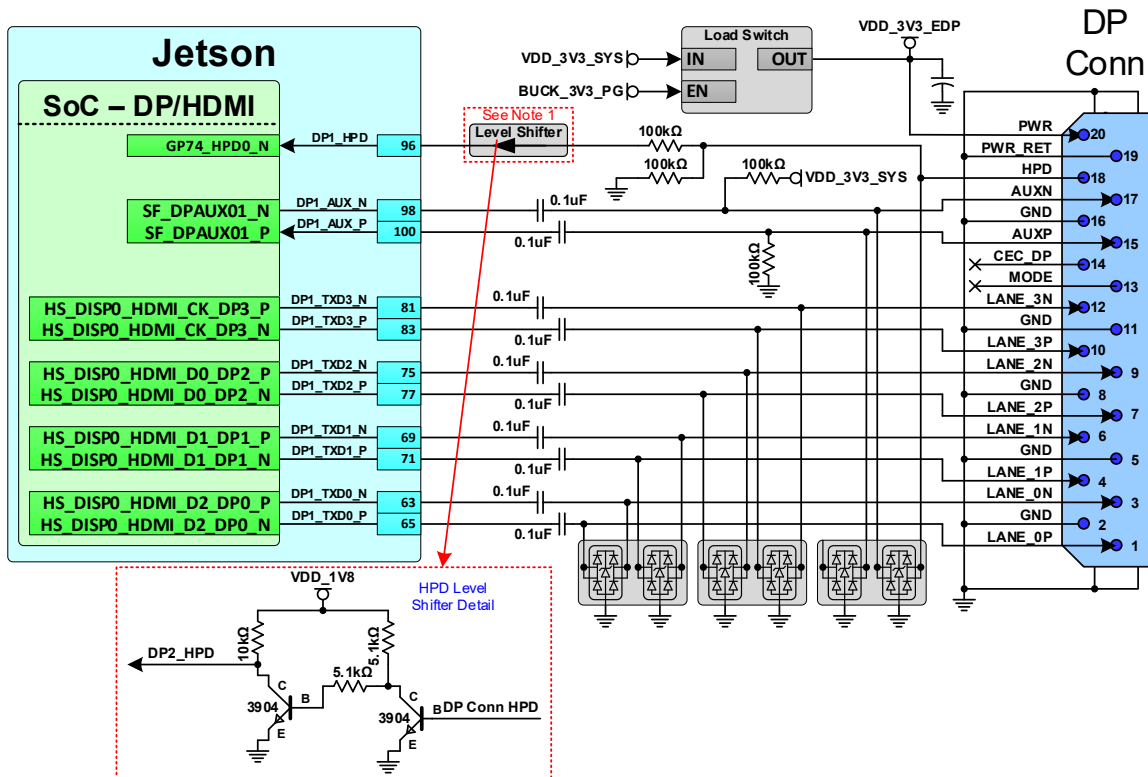 Jetson
SoC – DP/HDMI
GP74_HPD0_N
SF_DPAUX01_N
SF_DPAUX01_P
HS_DISP0_HDMI_CK_DP3_P
HS_DISP0_HDMI_CK_DP3_N
HS_DISP0_HDMI_D0_DP2_P
HS_DISP0_HDMI_D0_DP2_N
HS_DISP0_HDMI_D1_DP1_P
HS_DISP0_HDMI_D1_DP1_N
HS_DISP0_HDMI_D2_DP0_P
HS_DISP0_HDMI_D2_DP0_N
DP1_HPD
DP1_AUX_N
DP1_AUX_P
DP1_TXD3_N
DP1_TXD3_P
DP1_TXD2_N
DP1_TXD2_P
DP1_TXD1_N
DP1_TXD1_P
DP1_TXD0_N
DP1_TXD0_P
96
98
100
81
83
75
77
69
71
63
65
See Note 1
Level Shifter
Load Switch
VDD_3V3_SYS
IN
OUT
BUCK_3V3_PG
EN
VDD_3V3_EDP
100kΩ
100kΩ
100kΩ
VDD_3V3_SYS
100kΩ
0.1uF
0.1uF
0.1uF
0.1uF
0.1uF
0.1uF
0.1uF
0.1uF
0.1uF
0.1uF
DP
Conn
PWR
20
PWR_RET
19
HPD
18
AUXN
17
GND
16
AUXP
15
CEC_DP
14
MODE
13
LANE_3N
12
GND
11
LANE_3P
10
LANE_2N
9
GND
8
LANE_2P
7
LANE_1N
6
GND
5
LANE_1P
4
LANE_0N
3
GND
2
LANE_0P
1
VDD_1V8
HPD Level
Shifter Detail
10kΩ
5.1kΩ
5.1kΩ
DP2_HPD
C
B
E
3904
C
B
E
3904
DP Conn HPD